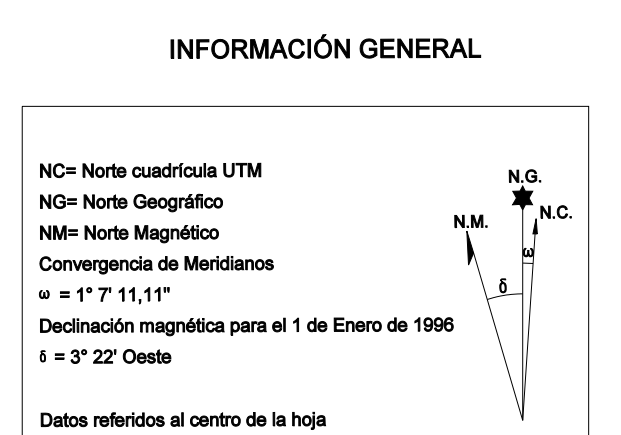 INFORMACIÓN GENERAL
NC= Norte cuadrícula UTM
NG= Norte Geográfico
NM= Norte Magnético
Convergencia de Meridianos
ω = 1° 7' 11,11"
Declinación magnética para el 1 de Enero de 1996
δ = 3° 22' Oeste
Datos referidos al centro de la hoja
N.G.
N.C.
N.M.
ω
δ